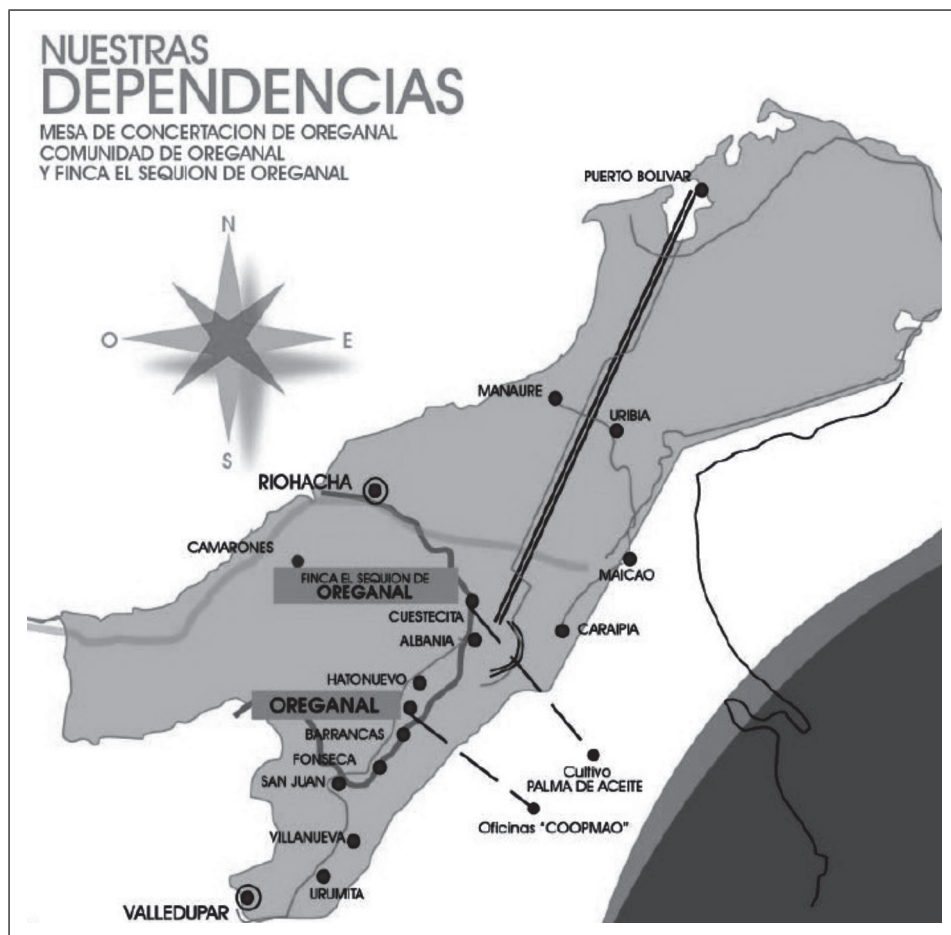 NUESTRAS
DEPENDENCIAS
MESA DE CONCERTACION DE OREGANAL
COMUNIDAD DE OREGANAL
Y FINCA EL SEQUION DE OREGANAL
N
O
E
S
PUERTO BOLIVAR
MANAURE
URIBIA
RIOHACHA
CAMARONES
MAICAO
FINCA EL SEQUION DE
OREGANAL
CUESTECITA
CARAIPIA
ALBANIA
HATONUEVO
OREGANAL
BARRANCAS
FONSECA
SAN JUAN
Cultivo
PALMA DE ACEITE
Oficinas "COOPMAO"
VILLANUEVA
URUMITA
VALLEDUPAR